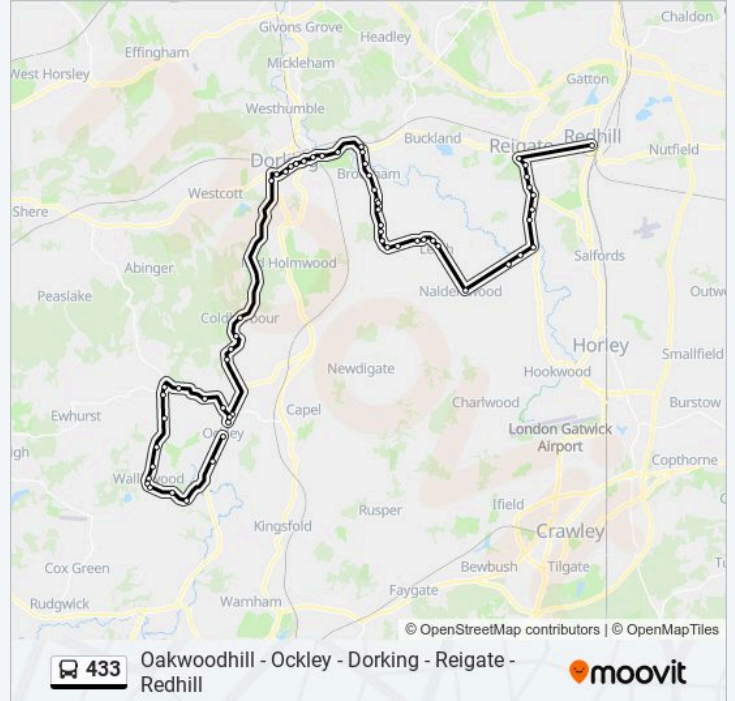 Chaldon
Givons Grove
Headley
Effingham
Mickleham
West Horsley
Gatton
Westhumble
Buckland
Reigate
Redhill
Nutfield
Westcott
Shere
Salfords
Abinger
Peaslake
Horley
Smallfield
Newdigate
Hookwood
Charlwood
Burstow
Ewhurst
Capel
London Gatwick
Airport
Copthorne
Rusper
Ifield
Kingsfold
Crawley
Cox Green
Bewbush
Tilgate
Faygate
Rudgwick
Warnham
© OpenStreetMap contributors | © OpenMapTiles
433
Oakwoodhill - Ockley - Dorking - Reigate -
Redhill
moovit